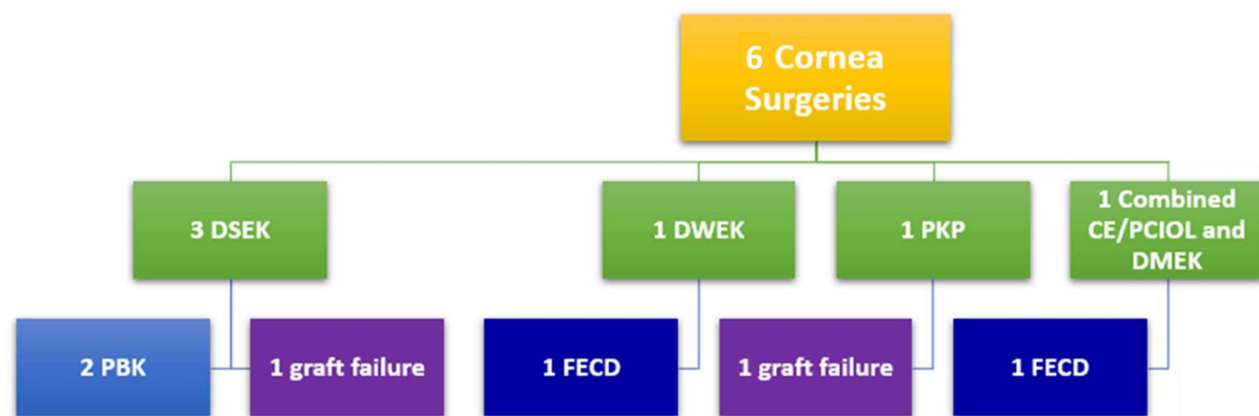 6 Cornea
Surgeries
3 DSEK
1 DWEK
1 PKP
1 Combined
CE/PCIOL and
DMEK
2 PBK
1 graft failure
1 FECD
1 graft failure
1 FECD